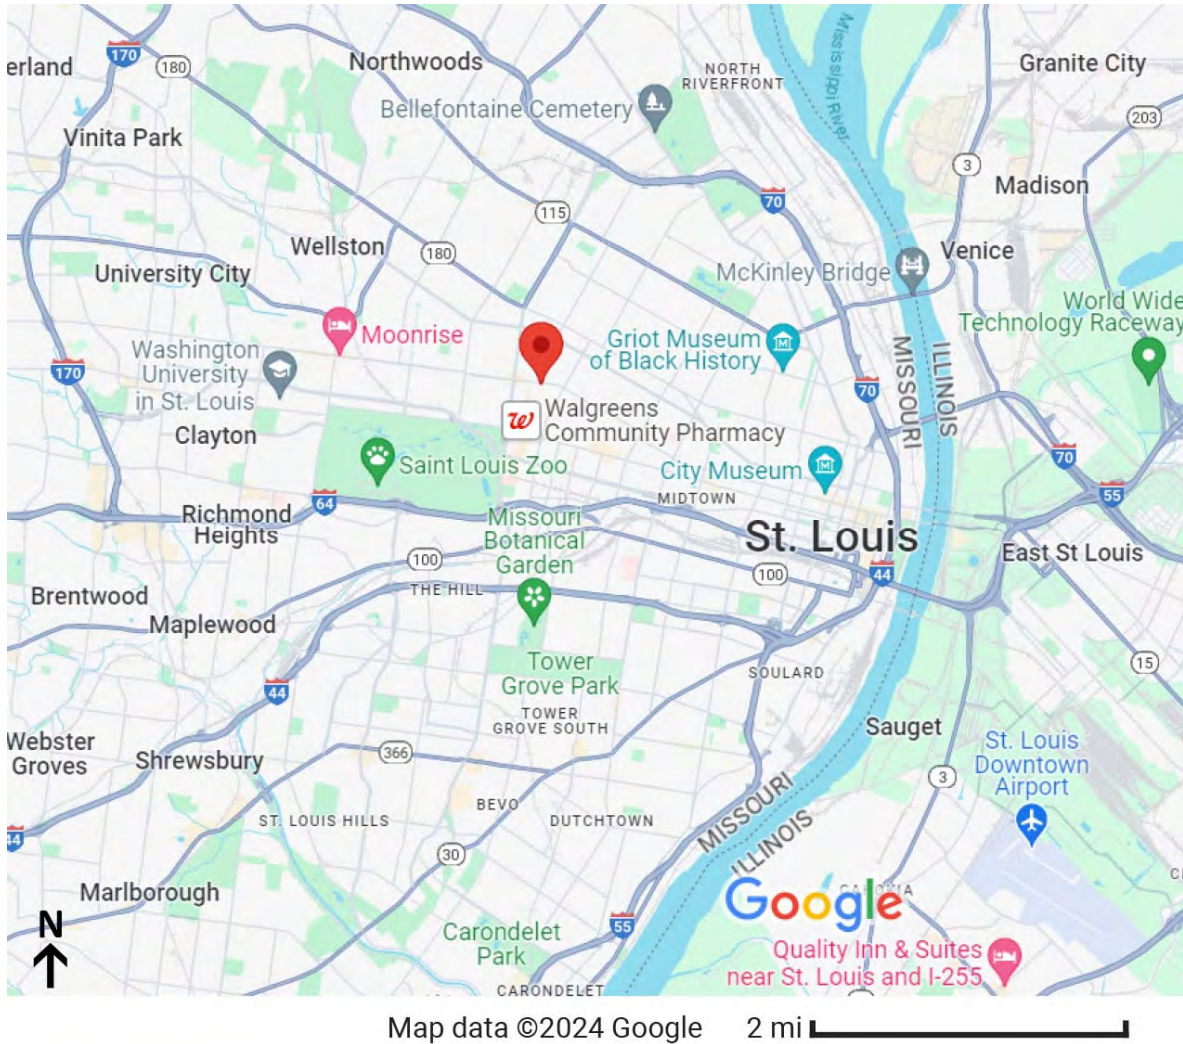 170
180
erland
Northwoods
NORTH
RIVERFRONT
Mississippi River
Granite City
Bellefontaine Cemetery
203
Vinita Park
3
Madison
70
115
Wellston
180
Venice
University City
McKinley Bridge
World Wide
Technology Raceway
Moonrise
Griot Museum
of Black History
Washington
University
in St. Louis
MISSOURI
ILLINOIS
170
70
Walgreens
Community Pharmacy
Clayton
Saint Louis Zoo
City Museum
70
55
MIDTOWN
64
Richmond
Heights
Missouri
Botanical
Garden
St. Louis
East St Louis
100
100
44
THE HILL
Brentwood
Maplewood
Tower
Grove Park
SOULARD
15
44
TOWER
GROVE SOUTH
Sauget
Webster
Groves
Shrewsbury
366
St. Louis
Downtown
Airport
3
MISSOURI
ILLINOIS
BEVO
ST. LOUIS HILLS
DUTCHTOWN
44
30
Marlborough
Google
N
Carondelet
Park
55
Quality Inn & Suites
near St. Louis and I-255
CARONDELET
Map data ©2024 Google 2 mi